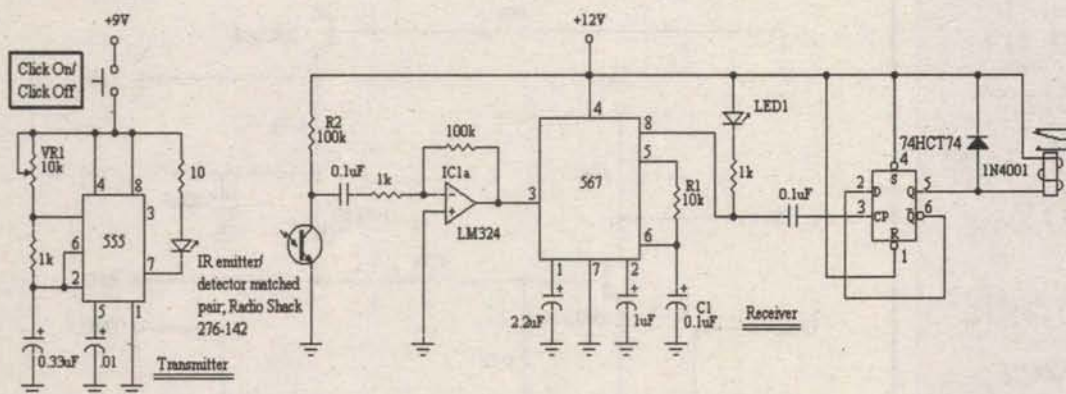 +9V
Click On/
Click Off
VR1
10k
4
8
10
3
6
555
1k
2
7
5
1
0.33uF
.01
Transmitter
IR emitter/
detector matched
pair; Radio Shack
276-142
+12V
R2
100k
0.1uF
1k
100k
IC1a
LM324
3
4
8
5
567
6
1
7
2
R1
10k
2.2uF
1uF
C1
0.1uF
LED1
1k
0.1uF
Receiver
74HCT74
4
1N4001
S
2
D
Q
5
3
CP
Q
6
R
1